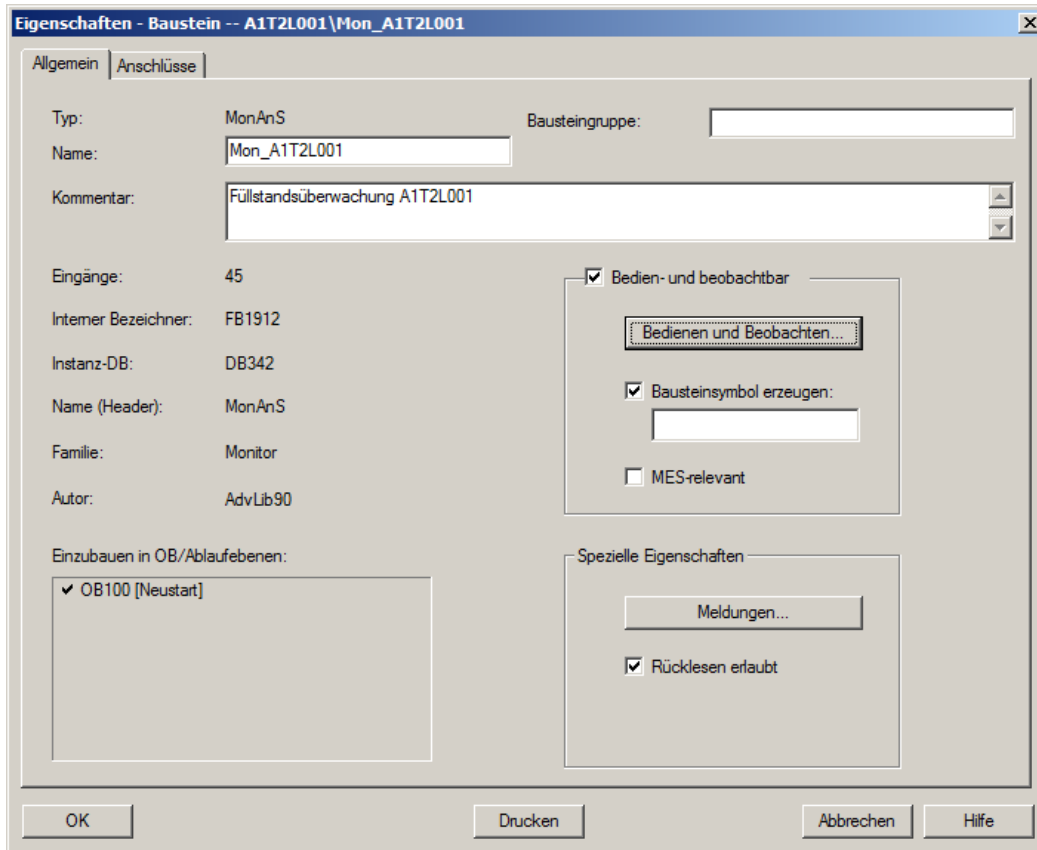 Eigenschaften - Baustein -- A1T2L001\Mon_A1T2L001
Allgemein Anschlüsse
Typ: MonAnS Bausteingruppe:
Name: Mon_A1T2L001
Kommentar: Füllstandsüberwachung A1T2L001
Eingänge: 45 Bedien- und beobachtbar
Interner Bezeichner: FB1912 Bedienen und Beobachten...
Instanz-DB: DB342
Bausteinsymbol erzeugen:
Name (Header): MonAnS
Familie: Monitor
MES-relevant
Autor: AdvLib90
Einzubauen in OB/Ablaufebenen: Spezielle Eigenschaften
OB100 [Neustart]
Meldungen...
Rücklesen erlaubt
OK Drucken Abbrechen Hilfe